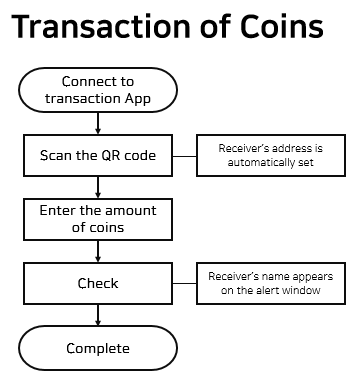 Transaction of Coins
Connect to
transaction App
Scan the QR code
Receiver's address is
automatically set
Enter the amount
of coins
Check
Receiver's name appears
on the alert window
Complete